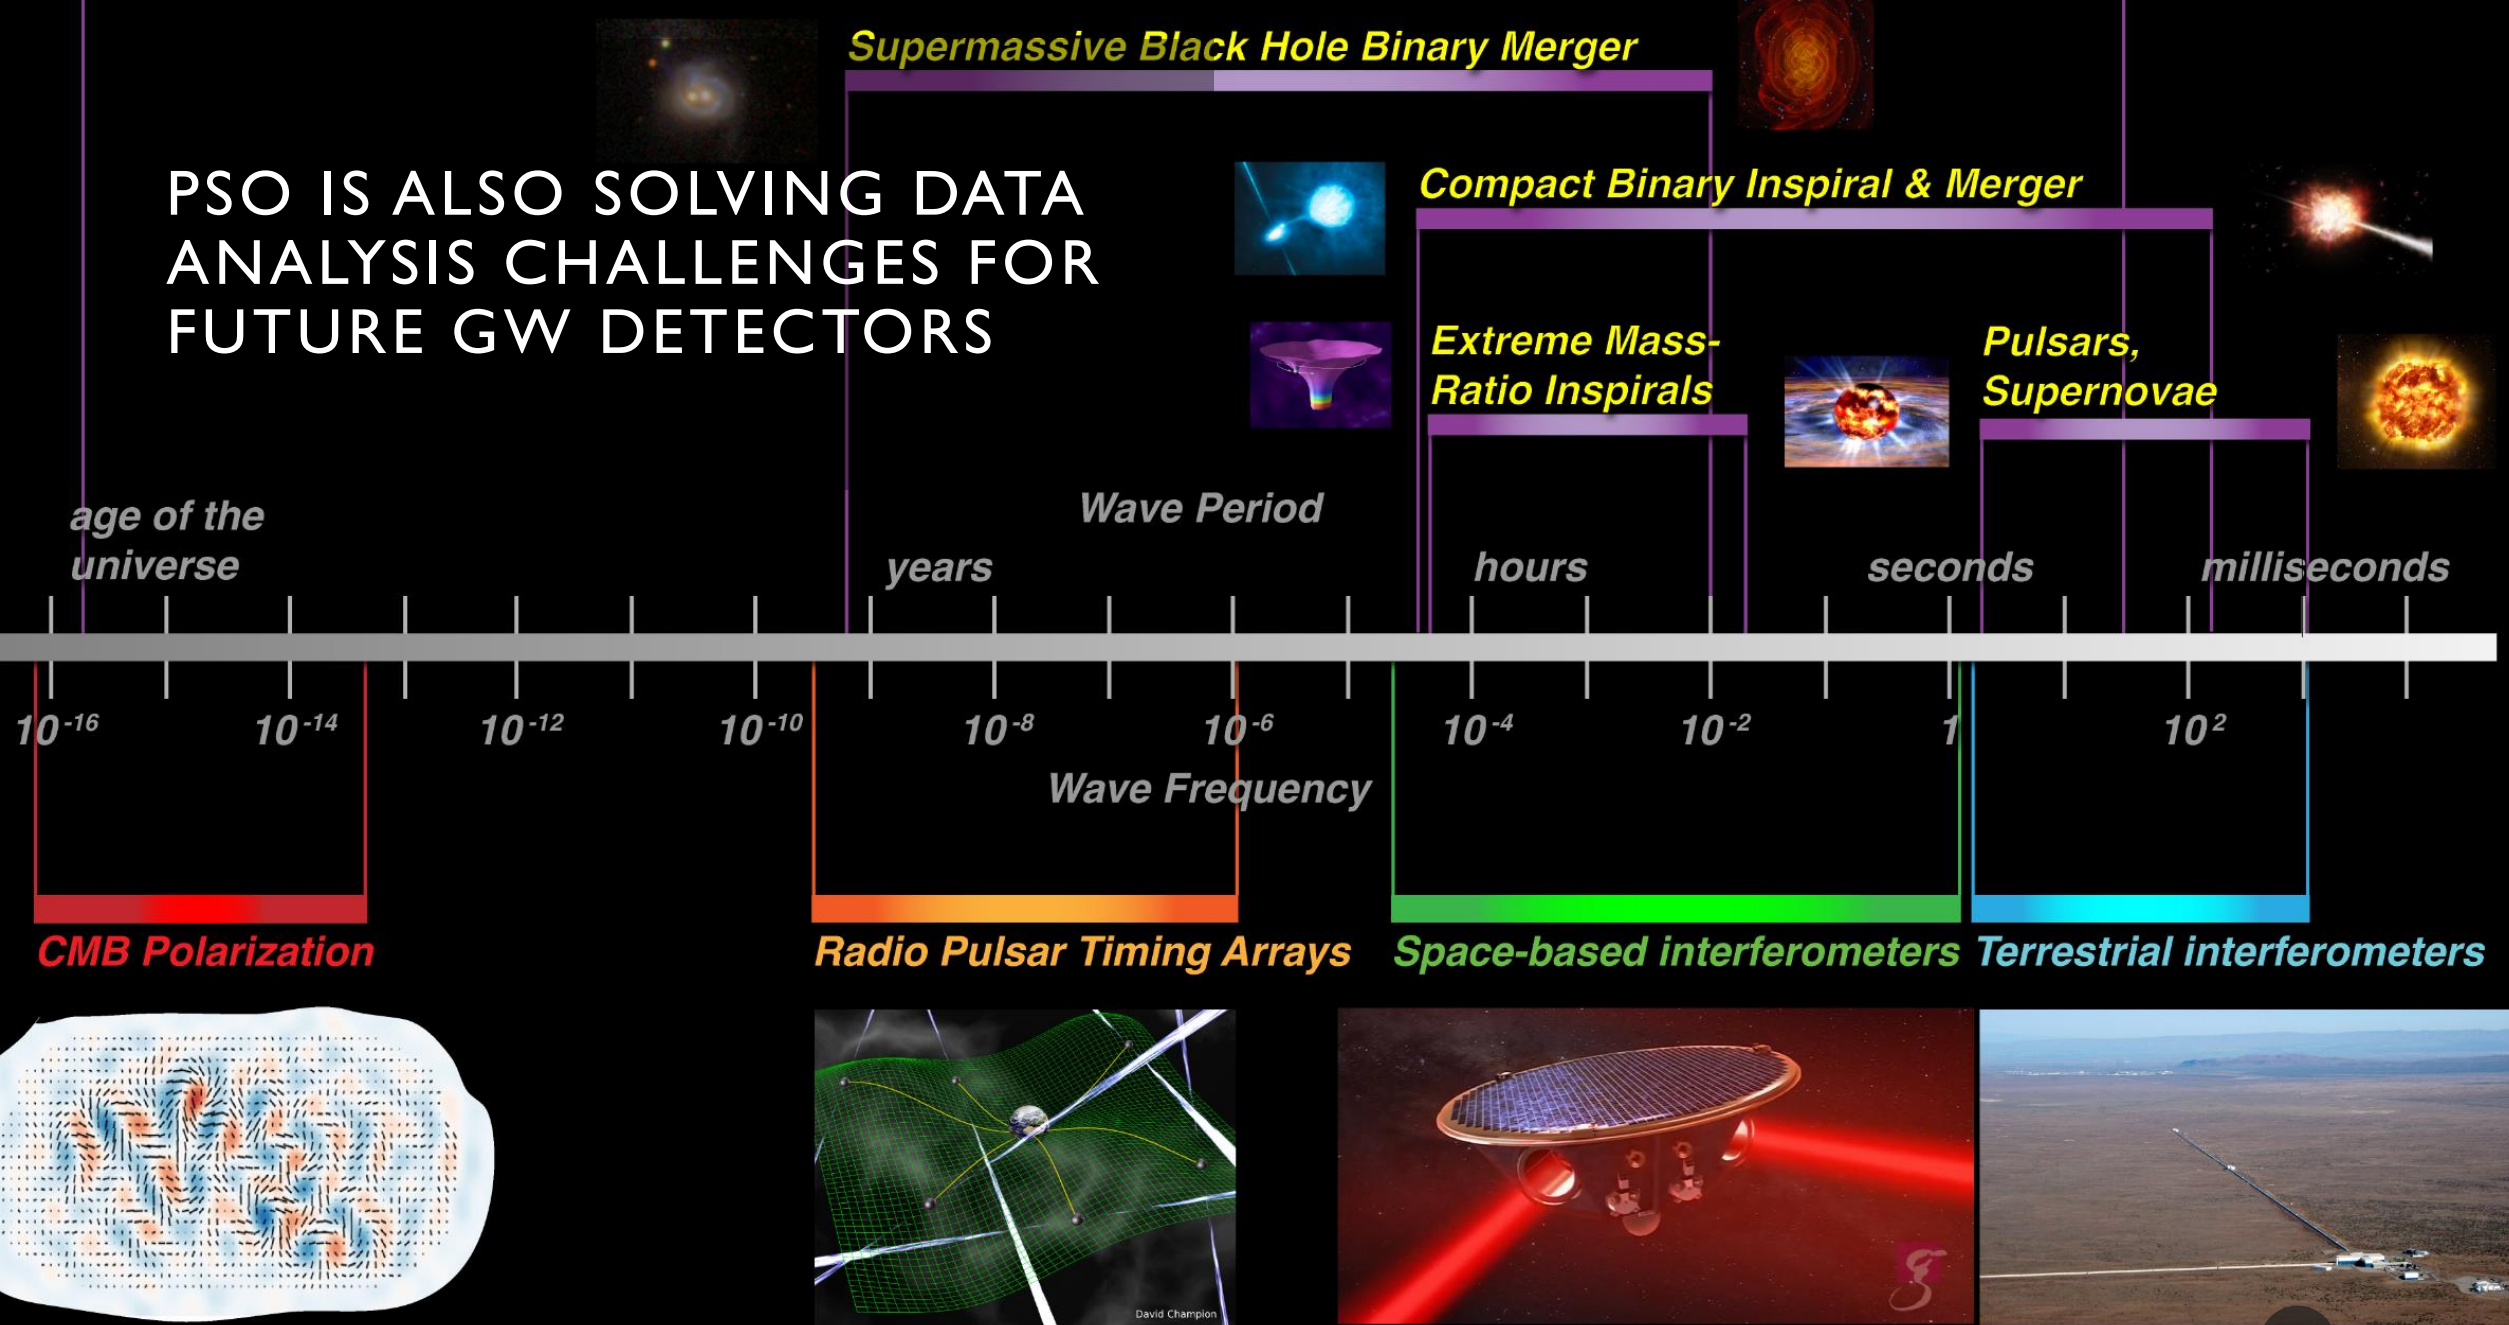 Supermassive Black Hole Binary Merger
PSO IS ALSO SOLVING DATA
ANALYSIS CHALLENGES FOR
FUTURE GW DETECTORS
Compact Binary Inspiral & Merger
Extreme Mass-
Ratio Inspirals
Pulsars,
Supernovae
age of the
universe
Wave Period
years
hours
seconds
milliseconds
10⁻¹⁶ 10⁻¹⁴ 10⁻¹² 10⁻¹⁰ 10⁻⁸ 10⁻⁶ 10⁻⁴ 10⁻² 1 10²
Wave Frequency
CMB Polarization
Radio Pulsar Timing Arrays
Space-based interferometers
Terrestrial interferometers
David Champion